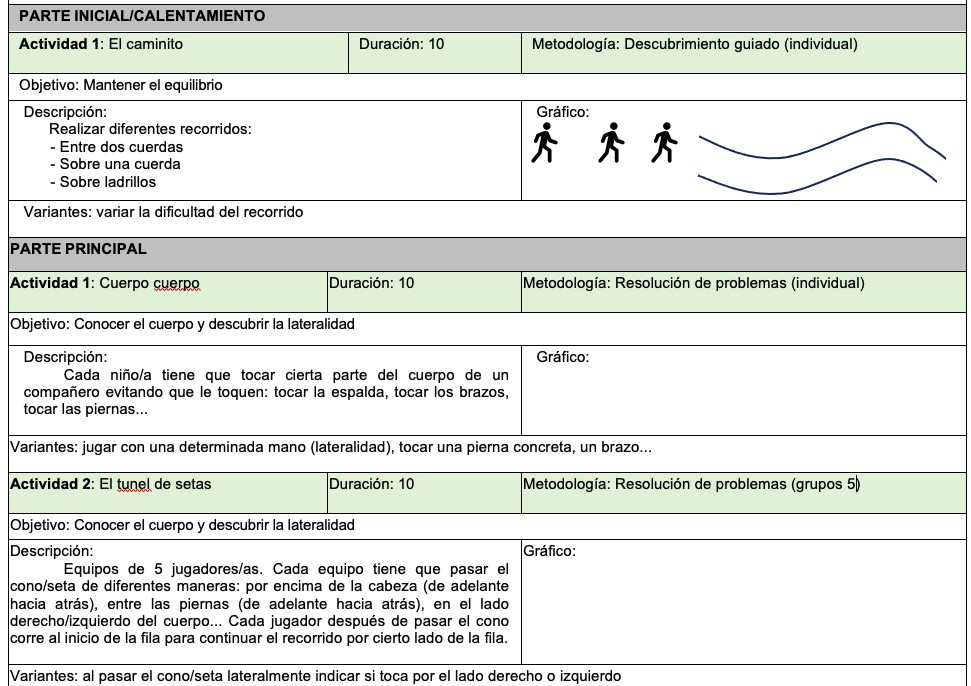 PARTE INICIAL/CALENTAMIENTO
Actividad 1: El caminito
Duración: 10
Metodología: Descubrimiento guiado (individual)
Objetivo: Mantener el equilibrio
Descripción:
Realizar diferentes recorridos:
- Entre dos cuerdas
- Sobre una cuerda
- Sobre ladrillos
Gráfico:
Variantes: variar la dificultad del recorrido
PARTE PRINCIPAL
Actividad 1: Cuerpo cuerpo
Duración: 10
Metodología: Resolución de problemas (individual)
Objetivo: Conocer el cuerpo y descubrir la lateralidad
Descripción:
Cada niño/a tiene que tocar cierta parte del cuerpo de un
compañero evitando que le toquen: tocar la espalda, tocar los brazos,
tocar las piernas...
Gráfico:
Variantes: jugar con una determinada mano (lateralidad), tocar una pierna concreta, un brazo...
Actividad 2: El tunel de setas
Duración: 10
Metodología: Resolución de problemas (grupos 5)
Objetivo: Conocer el cuerpo y descubrir la lateralidad
Descripción:
Equipos de 5 jugadores/as. Cada equipo tiene que pasar el
cono/seta de diferentes maneras: por encima de la cabeza (de adelante
hacia atrás), entre las piernas (de adelante hacia atrás), en el lado
derecho/izquierdo del cuerpo... Cada jugador después de pasar el cono
corre al inicio de la fila para continuar el recorrido por cierto lado de la fila.
Gráfico:
Variantes: al pasar el cono/seta lateralmente indicar si toca por el lado derecho o izquierdo